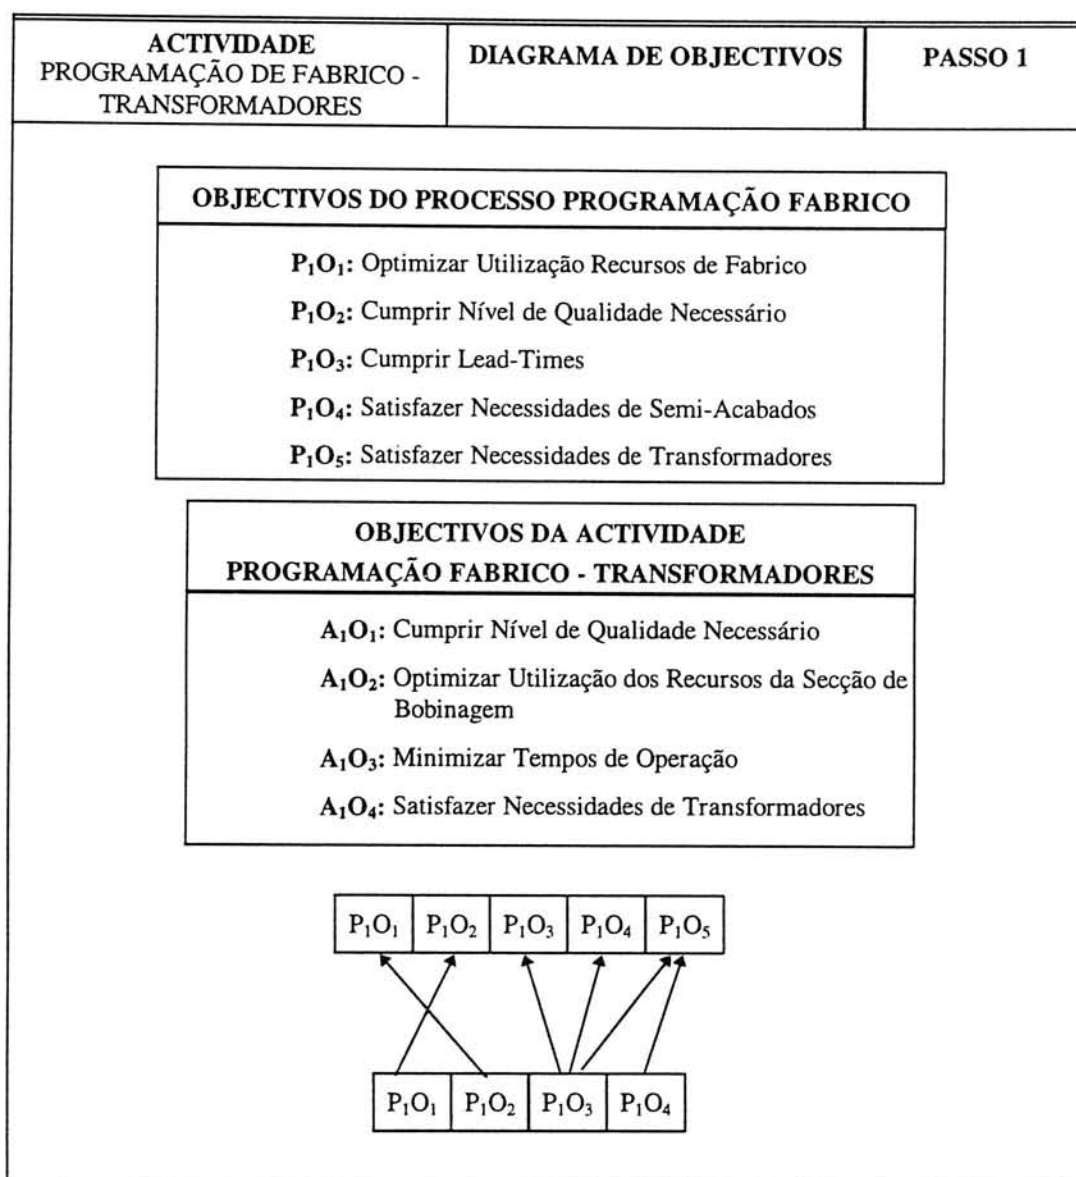 ACTIVIDADE
PROGRAMAÇÃO DE FABRICO -
TRANSFORMADORES
DIAGRAMA DE OBJECTIVOS
PASSO 1
OBJECTIVOS DO PROCESSO PROGRAMAÇÃO FABRICO
P₁O₁: Optimizar Utilização Recursos de Fabrico
P₁O₂: Cumprir Nível de Qualidade Necessário
P₁O₃: Cumprir Lead-Times
P₁O₄: Satisfazer Necessidades de Semi-Acabados
P₁O₅: Satisfazer Necessidades de Transformadores
OBJECTIVOS DA ACTIVIDADE
PROGRAMAÇÃO FABRICO - TRANSFORMADORES
A₁O₁: Cumprir Nível de Qualidade Necessário
A₁O₂: Optimizar Utilização dos Recursos da Secção de
Bobinagem
A₁O₃: Minimizar Tempos de Operação
A₁O₄: Satisfazer Necessidades de Transformadores
P₁O₁ P₁O₂ P₁O₃ P₁O₄ P₁O₅
P₁O₁ P₁O₂ P₁O₃ P₁O₄